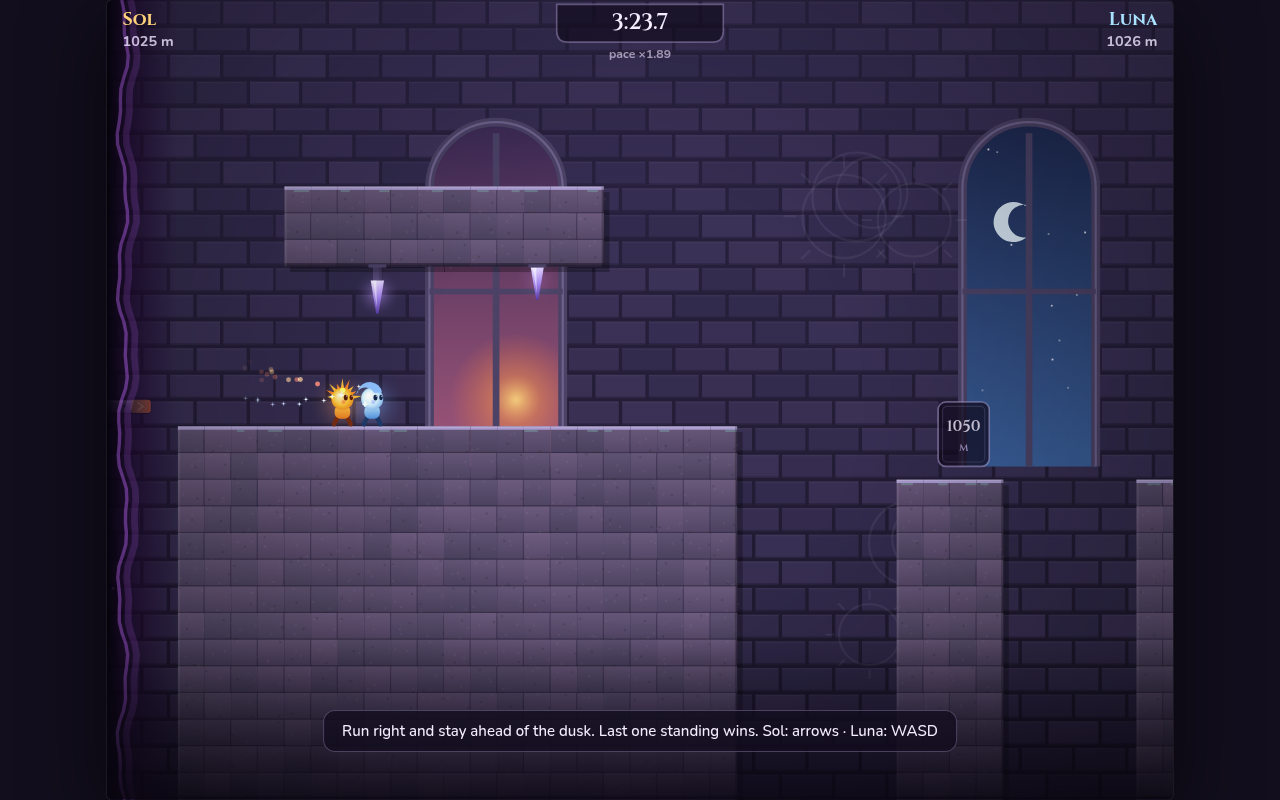 Sol
1025 m
3:23.7
pace ×1.89
Luna
1026 m
1050
M
Run right and stay ahead of the dusk. Last one standing wins. Sol: arrows · Luna: WASD